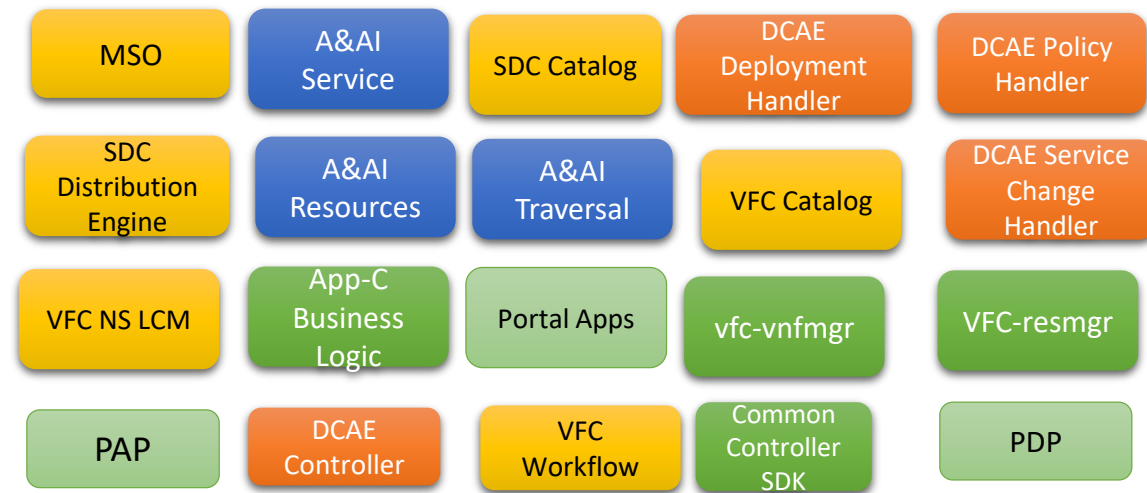 MSO
A&AI
Service
SDC Catalog
DCAE
Deployment
Handler
DCAE Policy
Handler
SDC
Distribution
Engine
A&AI
Resources
A&AI
Traversal
VFC Catalog
DCAE Service
Change
Handler
VFC NS LCM
App-C
Business
Logic
Portal Apps
vfc-vnfmgr
VFC-resmgr
PAP
DCAE
Controller
VFC
Workflow
Common
Controller
SDK
PDP